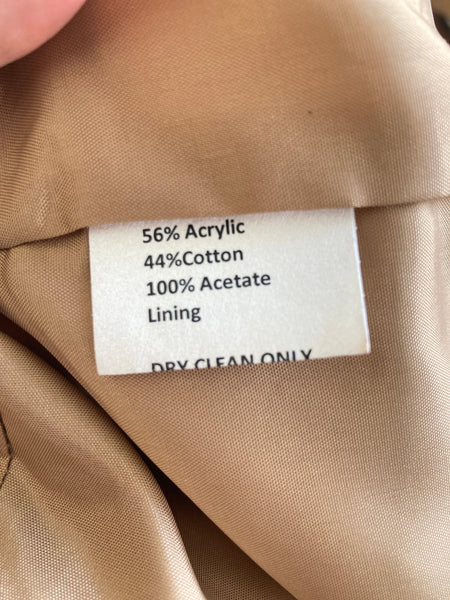 56% Acrylic
44%Cotton
100% Acetate
Lining
DRY CLEAN ONLY